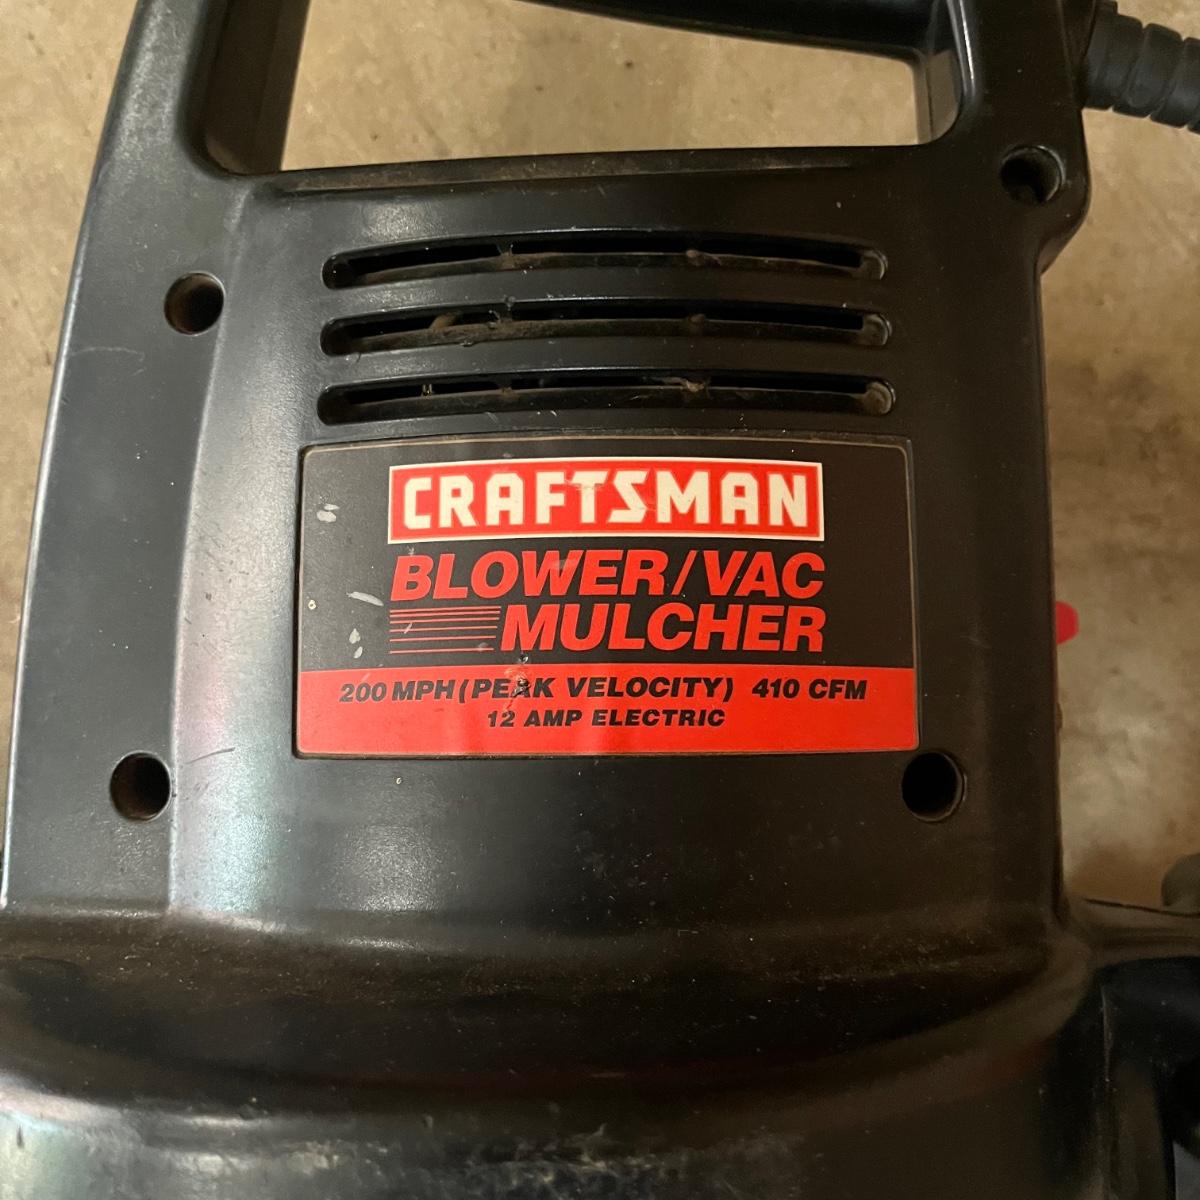 CRAFTSMAN
BLOWER/VAC
MULCHER
200 MPH (PEAK VELOCITY) 410 CFM
12 AMP ELECTRIC